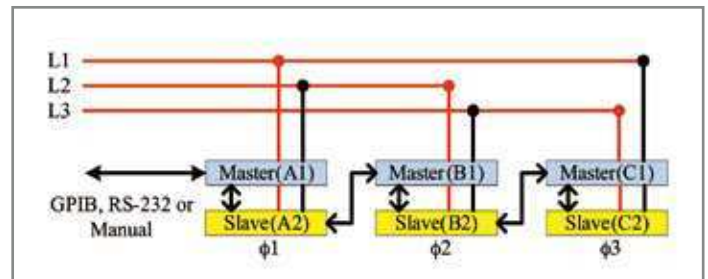 L1
L2
L3
Master(A1) Master(B1) Master(C1)
GPIB, RS-232 or
Manual
Slave(A2) Slave(B2) Slave(C2)
ϕ1 ϕ2 ϕ3